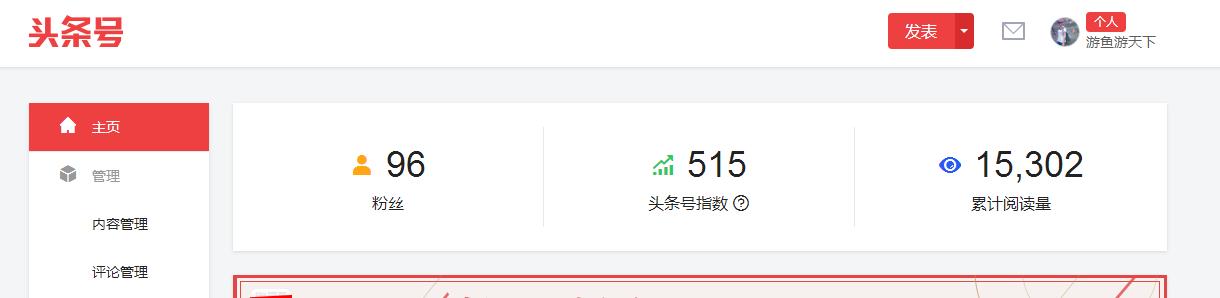 头条号
发表
个人
游鱼游天下
主页
管理
内容管理
评论管理
96
粉丝
515
头条号指数
15,302
累计阅读量